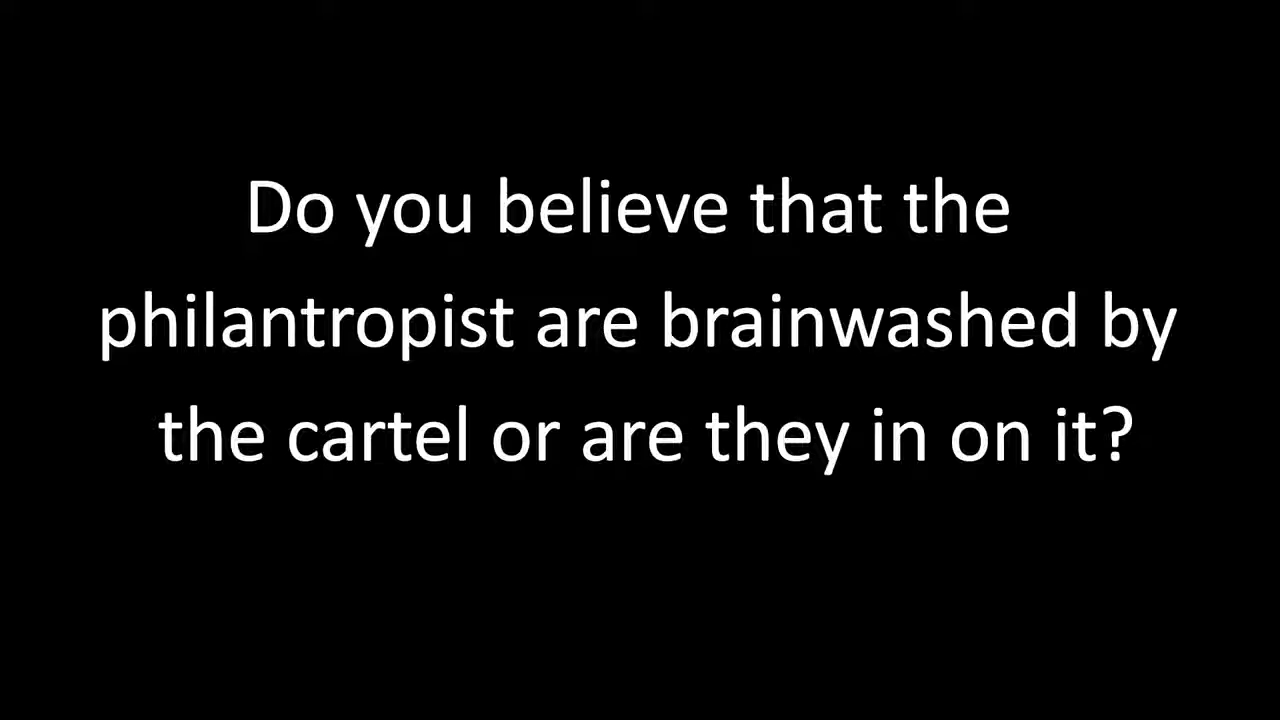 Do you believe that the
philantropist are brainwashed by
the cartel or are they in on it?